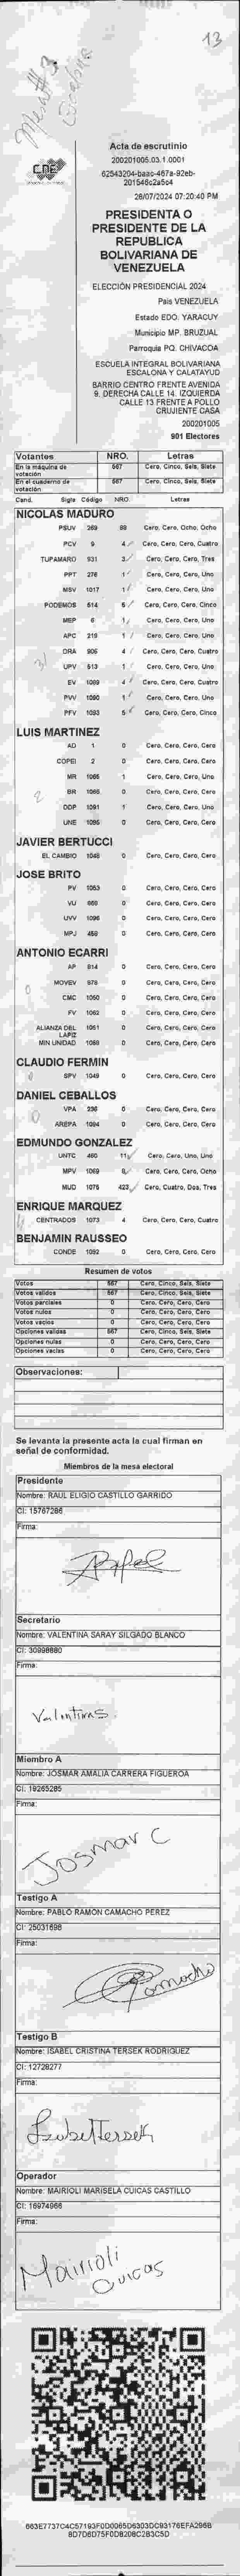 13
Mesa # 3
Escalona
CNE
Acta de escrutinio
200201005.03.1.0001
62543204-baac-467a-92eb-
201546c2a5c4
28/07/2024 07:20:40 PM
PRESIDENTA O
PRESIDENTE DE LA
REPUBLICA
BOLIVARIANA DE
VENEZUELA
ELECCIÓN PRESIDENCIAL 2024
Pais VENEZUELA
Estado EDO. YARACUY
Municipio MP. BRUZUAL
Parroquia PQ. CHIVACOA
ESCUELA INTEGRAL BOLIVARIANA
ESCALONA Y CALATAYUD
BARRIO CENTRO FRENTE AVENIDA
9. DERECHA CALLE 14. IZQUIERDA
CALLE 13 FRENTE A POLLO
CRUJIENTE CASA
200201005
901 Electores
Votantes NRO. Letras
En la máquina de votación 567 Cero, Cinco, Seis, Siete
En el cuaderno de votación 567 Cero, Cinco, Seis, Siete
Cand. Sigla Código NRO. Letras
NICOLAS MADURO
PSUV 269 88 Cero, Cero, Ocho, Ocho
PCV 9 4 Cero, Cero, Cero, Cuatro
TUPAMARO 931 3 Cero, Cero, Cero, Tres
PPT 276 1 Cero, Cero, Cero, Uno
MSV 1017 1 Cero, Cero, Cero, Uno
PODEMOS 514 5 Cero, Cero, Cero, Cinco
MEP 6 1 Cero, Cero, Cero, Uno
APC 219 1 Cero, Cero, Cero, Uno
ORA 906 4 Cero, Cero, Cero, Cuatro
UPV 513 1 Cero, Cero, Cero, Uno
EV 1089 4 Cero, Cero, Cero, Cuatro
PVV 1090 1 Cero, Cero, Cero, Uno
PFV 1093 5 Cero, Cero, Cero, Cinco
LUIS MARTINEZ
AD 1 0 Cero, Cero, Cero, Cero
COPEI 2 0 Cero, Cero, Cero, Cero
MR 1065 1 Cero, Cero, Cero, Uno
2
BR 1066 0 Cero, Cero, Cero, Cero
DDP 1091 1 Cero, Cero, Cero, Uno
UNE 1095 0 Cero, Cero, Cero, Cero
JAVIER BERTUCCI
EL CAMBIO 1048 0 Cero, Cero, Cero, Cero
JOSE BRITO
PV 1053 0 Cero, Cero, Cero, Cero
VU 669 0 Cero, Cero, Cero, Cero
UVV 1096 0 Cero, Cero, Cero, Cero
MPJ 456 0 Cero, Cero, Cero, Cero
ANTONIO ECARRI
AP 914 0 Cero, Cero, Cero, Cero
MOVEV 978 0 Cero, Cero, Cero, Cero
0
CMC 1050 0 Cero, Cero, Cero, Cero
FV 1062 0 Cero, Cero, Cero, Cero
ALIANZA DEL LAPIZ 1051 0 Cero, Cero, Cero, Cero
MIN UNIDAD 1059 0 Cero, Cero, Cero, Cero
CLAUDIO FERMIN
SPV 1049 0 Cero, Cero, Cero, Cero
DANIEL CEBALLOS
VPA 296 0 Cero, Cero, Cero, Cero
AREPA 1094 0 Cero, Cero, Cero, Cero
EDMUNDO GONZALEZ
UNTC 480 11 Cero, Cero, Uno, Uno
MPV 1069 8 Cero, Cero, Cero, Ocho
MUD 1075 423 Cero, Cuatro, Dos, Tres
ENRIQUE MARQUEZ
CENTRADOS 1073 4 Cero, Cero, Cero, Cuatro
BENJAMIN RAUSSEO
CONDE 1092 0 Cero, Cero, Cero, Cero
Resumen de votos
Votos 567 Cero, Cinco, Seis, Siete
Votos validos 567 Cero, Cinco, Seis, Siete
Votos parciales 0 Cero, Cero, Cero, Cero
Votos nulos 0 Cero, Cero, Cero, Cero
Votos vacios 0 Cero, Cero, Cero, Cero
Opciones validas 567 Cero, Cinco, Seis, Siete
Opciones nulas 0 Cero, Cero, Cero, Cero
Opciones vacias 0 Cero, Cero, Cero, Cero
Observaciones:
Se levanta la presente acta la cual firman en
señal de conformidad.
Miembros de la mesa electoral
Presidente
Nombre: RAUL ELIGIO CASTILLO GARRIDO
CI: 15767286
Firma:
Secretario
Nombre: VALENTINA SARAY SILGADO BLANCO
CI: 30998680
Firma:
Valentina S
Miembro A
Nombre: JOSMAR AMALIA CARRERA FIGUEROA
CI: 19265265
Firma:
Josmar C
Testigo A
Nombre: PABLO RAMON CAMACHO PEREZ
CI: 25031698
Firma:
Camacho
Testigo B
Nombre: ISABEL CRISTINA TERSEK RODRIGUEZ
CI: 12728277
Firma:
Isabel Tersek
Operador
Nombre: MAIRIOLI MARISELA CUICAS CASTILLO
CI: 16974966
Firma:
Mairioli
Cuicas